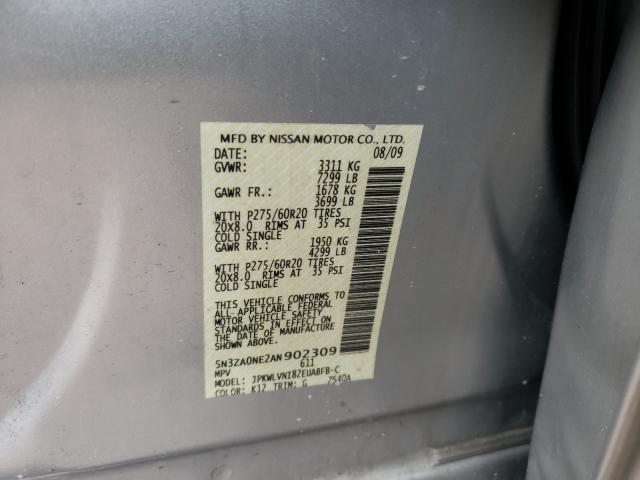 MFD BY NISSAN MOTOR CO., LTD.
DATE: 08/09
GVWR: 3311 KG
7299 LB
GAWR FR.: 1678 KG
3699 LB
WITH P275/60R20 TIRES
20X8.0 RIMS AT 35 PSI
COLD SINGLE
GAWR RR.: 1950 KG
4299 LB
WITH P275/60R20 TIRES
20X8.0 RIMS AT 35 PSI
COLD SINGLE
THIS VEHICLE CONFORMS TO
ALL APPLICABLE FEDERAL
MOTOR VEHICLE SAFETY
STANDARDS IN EFFECT ON
THE DATE OF MANUFACTURE
SHOWN ABOVE.
5N3ZA0NE2AN902309
MPV 611
MODEL: JPKWLVNI82EUABFB-C
COLOR: K12 TRIM: G ZS40A